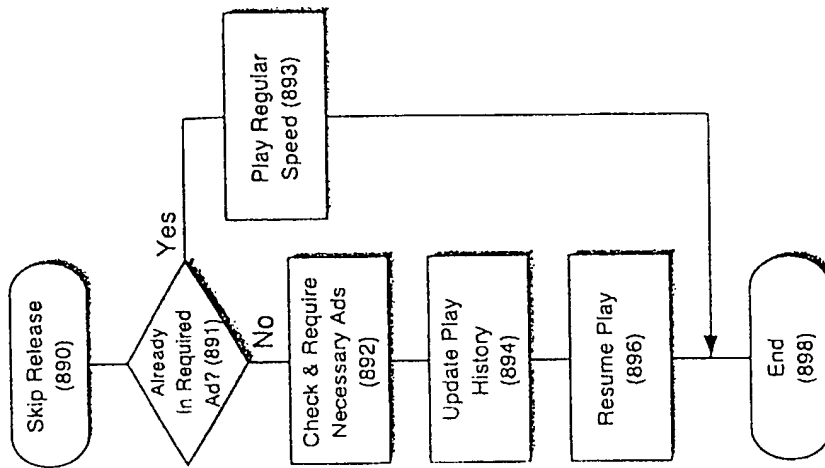 Skip Release
(890)
Already
In Required
Ad? (891)
Yes
No
Play Regular
Speed (893)
Check & Require
Necessary Ads
(892)
Update Play
History
(894)
Resume Play
(896)
End
(898)